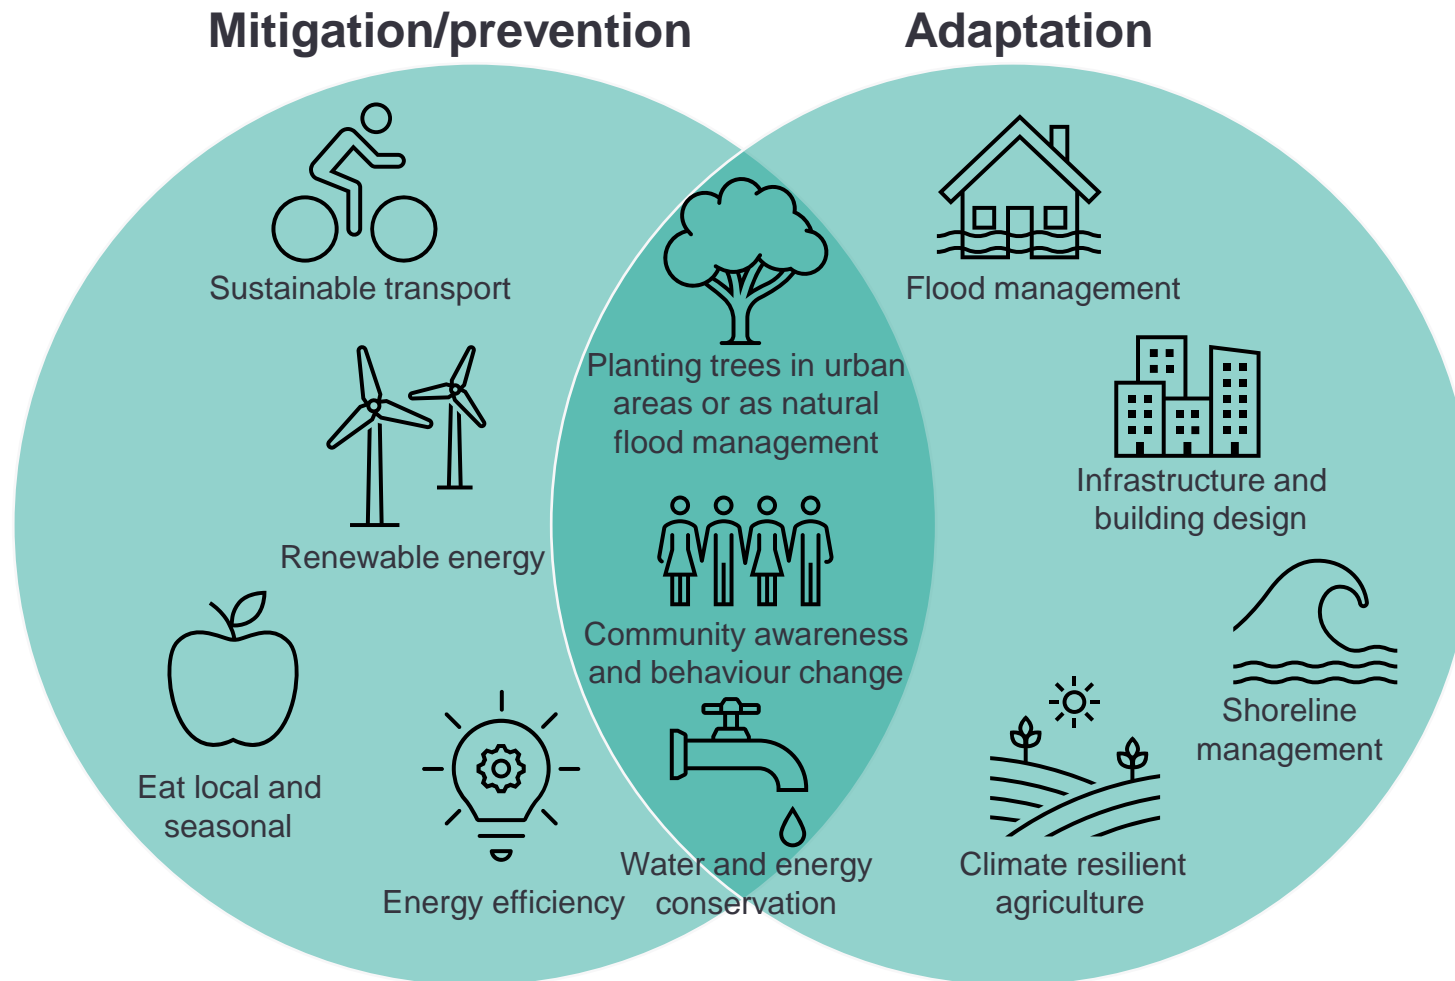 Mitigation/prevention
Adaptation
Sustainable transport
Renewable energy
Eat local and
seasonal
Energy efficiency
Planting trees in urban
areas or as natural
flood management
Community awareness
and behaviour change
Water and energy
conservation
Flood management
Infrastructure and
building design
Shoreline
management
Climate resilient
agriculture